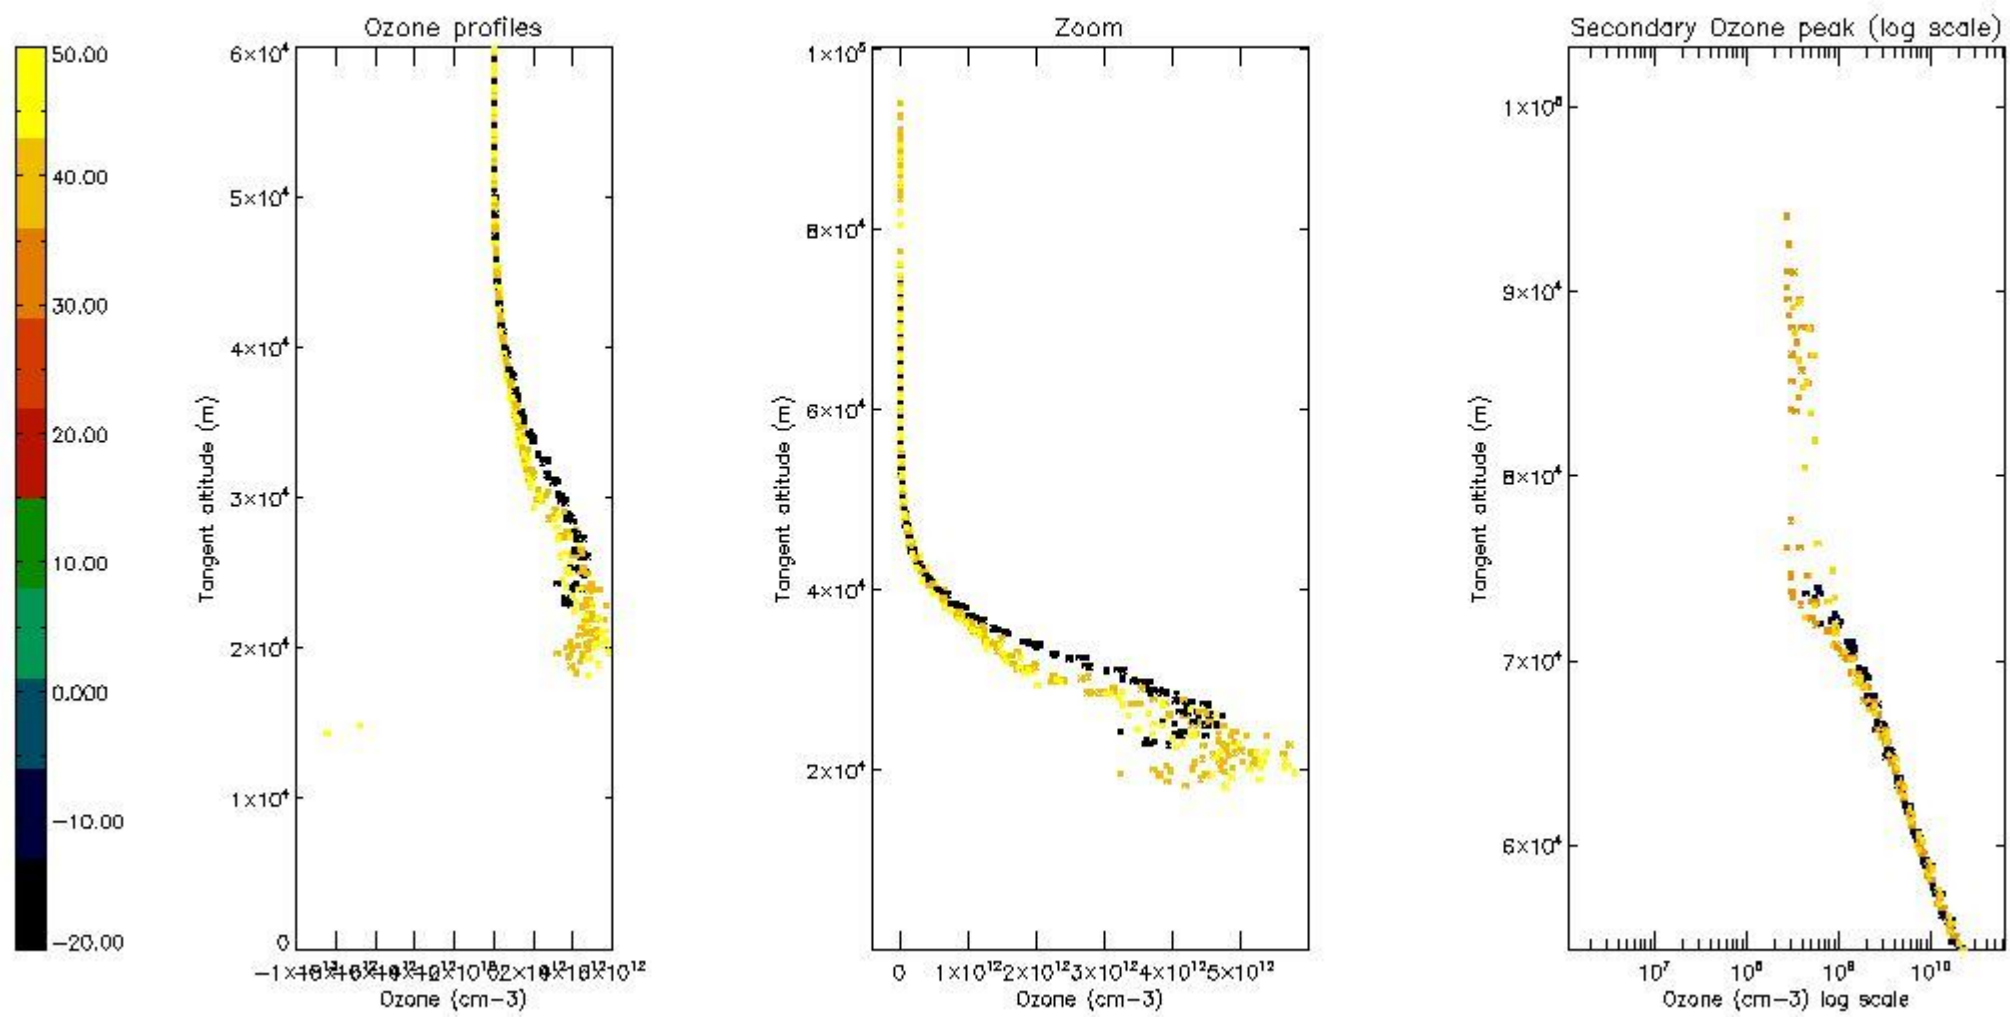 Ozone profiles
Zoom
Secondary Ozone peak (log scale)
50.00
40.00
30.00
20.00
10.00
0.000
−10.00
−20.00
6×10⁴
5×10⁴
4×10⁴
3×10⁴
2×10⁴
1×10⁴
0
Tangent altitude (m)
Ozone (cm−3)
1×10⁵
8×10⁴
6×10⁴
4×10⁴
2×10⁴
Tangent altitude (m)
0 1×10¹² 2×10¹² 3×10¹² 4×10¹² 5×10¹²
Ozone (cm−3)
9×10⁴
8×10⁴
7×10⁴
6×10⁴
Tangent altitude (m)
10⁷ 10⁸ 10⁹ 10¹⁰
Ozone (cm−3) log scale